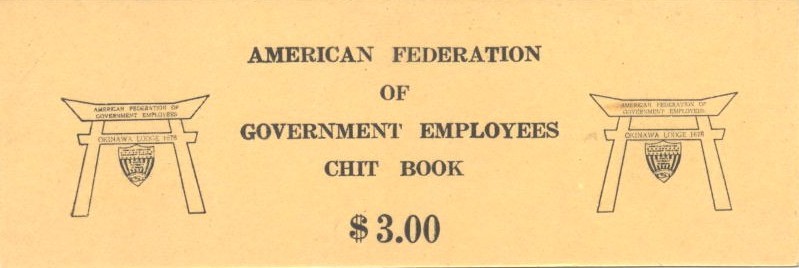 AMERICAN FEDERATION
OF
GOVERNMENT EMPLOYEES
CHIT BOOK
$3.00
AMERICAN FEDERATION OF
GOVERNMENT EMPLOYEES
OKINAWA LODGE 1678
AMERICAN FEDERATION OF
GOVERNMENT EMPLOYEES
OKINAWA LODGE 1678